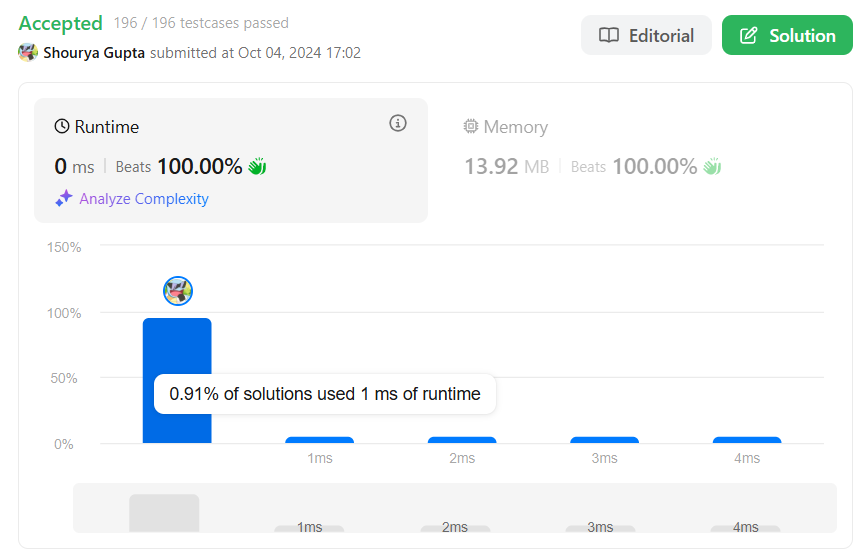 Accepted 196 / 196 testcases passed
Shourya Gupta submitted at Oct 04, 2024 17:02
Editorial
Solution
Runtime
0 ms | Beats 100.00%
Analyze Complexity
Memory
13.92 MB | Beats 100.00%
150%
100%
50%
0%
0.91% of solutions used 1 ms of runtime
1ms 2ms 3ms 4ms
1ms 2ms 3ms 4ms